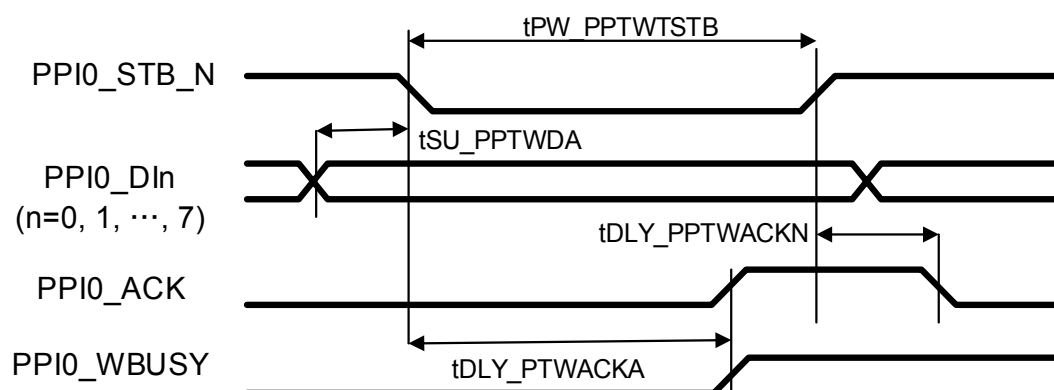 tPW_PPTWTSTB
PPI0_STB_N
tSU_PPTWDA
PPI0_DIn
(n=0, 1, ⋯, 7)
tDLY_PPTWACKN
PPI0_ACK
PPI0_WBUSY
tDLY_PTWACKA